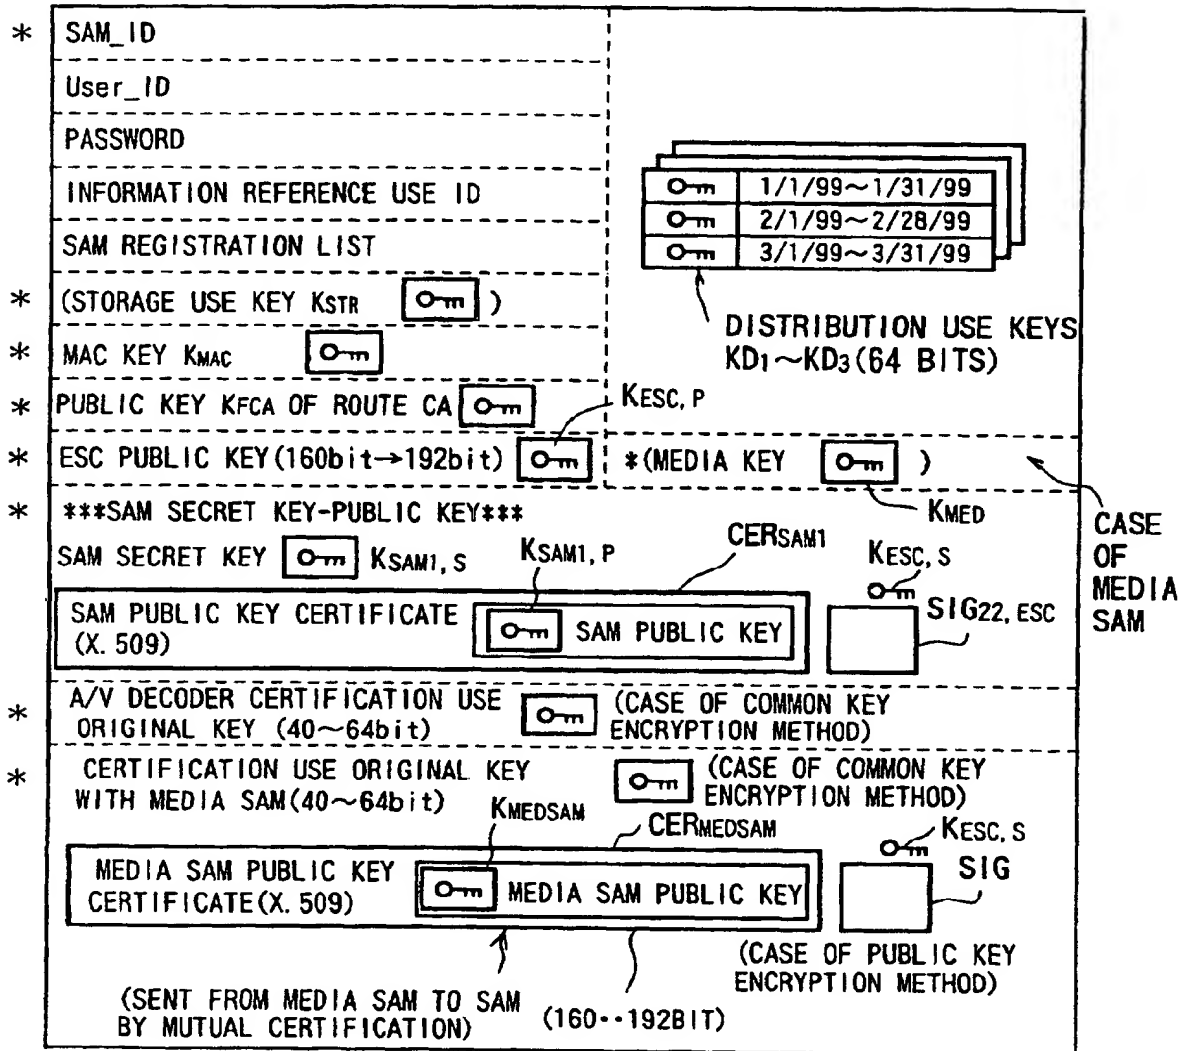 * SAM_ID
User_ID
PASSWORD
INFORMATION REFERENCE USE ID
SAM REGISTRATION LIST
* (STORAGE USE KEY KSTR )
* MAC KEY KMAC
* PUBLIC KEY KFCA OF ROUTE CA
KESC, P
* ESC PUBLIC KEY(160bit→192bit)
1/1/99~1/31/99
2/1/99~2/28/99
3/1/99~3/31/99
DISTRIBUTION USE KEYS
KD1~KD3(64 BITS)
*(MEDIA KEY )
KMED
CASE
OF
MEDIA
SAM
* ***SAM SECRET KEY-PUBLIC KEY***
SAM SECRET KEY KSAM1, S
KSAM1, P
CERSAM1
KESC, S
SAM PUBLIC KEY CERTIFICATE
(X. 509)
SAM PUBLIC KEY
SIG22, ESC
* A/V DECODER CERTIFICATION USE
ORIGINAL KEY (40~64bit)
(CASE OF COMMON KEY
ENCRYPTION METHOD)
* CERTIFICATION USE ORIGINAL KEY
WITH MEDIA SAM(40~64bit)
(CASE OF COMMON KEY
ENCRYPTION METHOD)
KMEDSAM
CERMEDSAM
KESC, S
SIG
MEDIA SAM PUBLIC KEY
CERTIFICATE(X. 509)
MEDIA SAM PUBLIC KEY
(CASE OF PUBLIC KEY
ENCRYPTION METHOD)
(SENT FROM MEDIA SAM TO SAM
BY MUTUAL CERTIFICATION)
(160··192BIT)